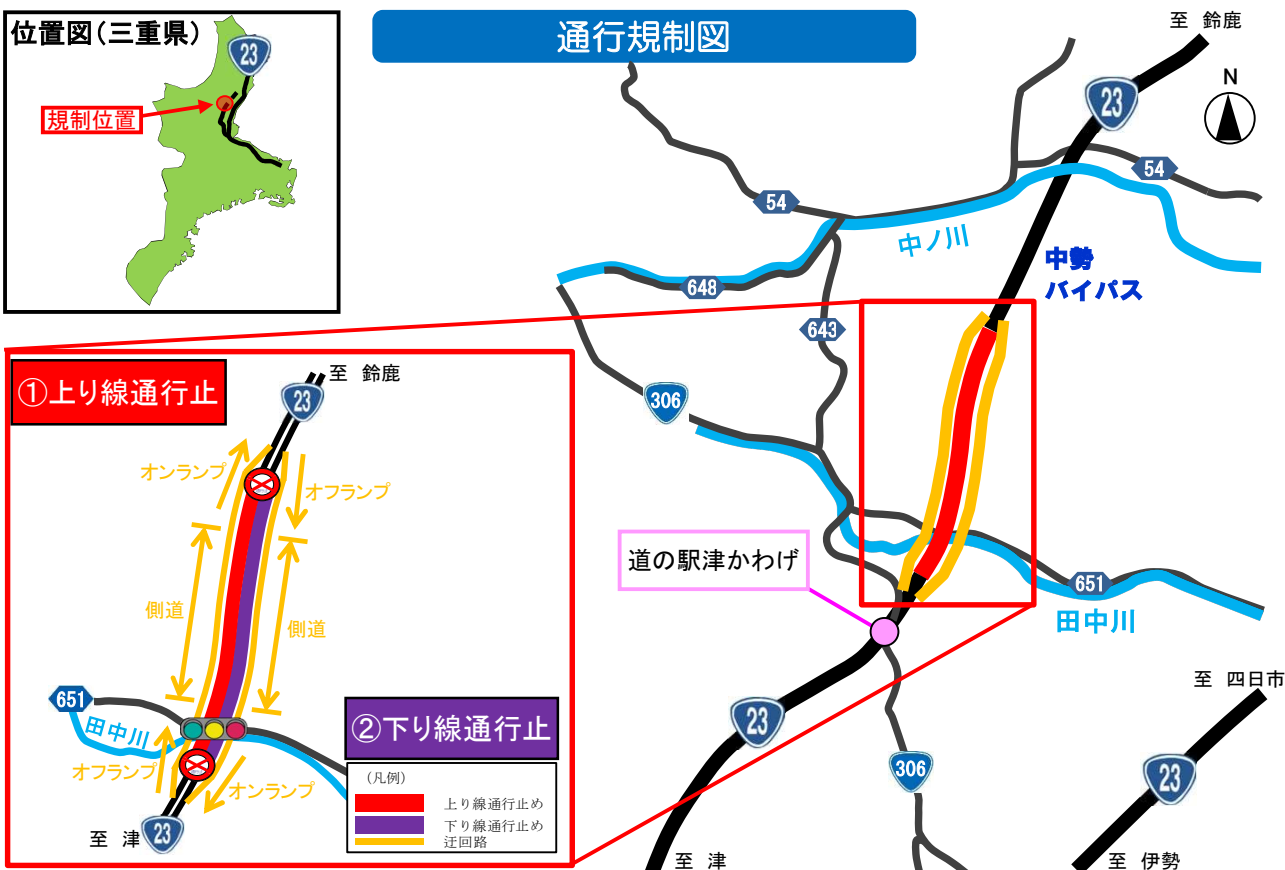 位置図(三重県)
23
規制位置
通行規制図
至 鈴鹿
23
N
54
54
中ノ川
中勢
バイパス
648
643
306
道の駅津かわげ
651
田中川
至 四日市
23
23
306
至 津
至 伊勢
①上り線通行止
至 鈴鹿
23
オンランプ
オフランプ
側道
側道
651
田中川
オフランプ
オンランプ
至 津
23
②下り線通行止
(凡例)
上り線通行止め
下り線通行止め
迂回路